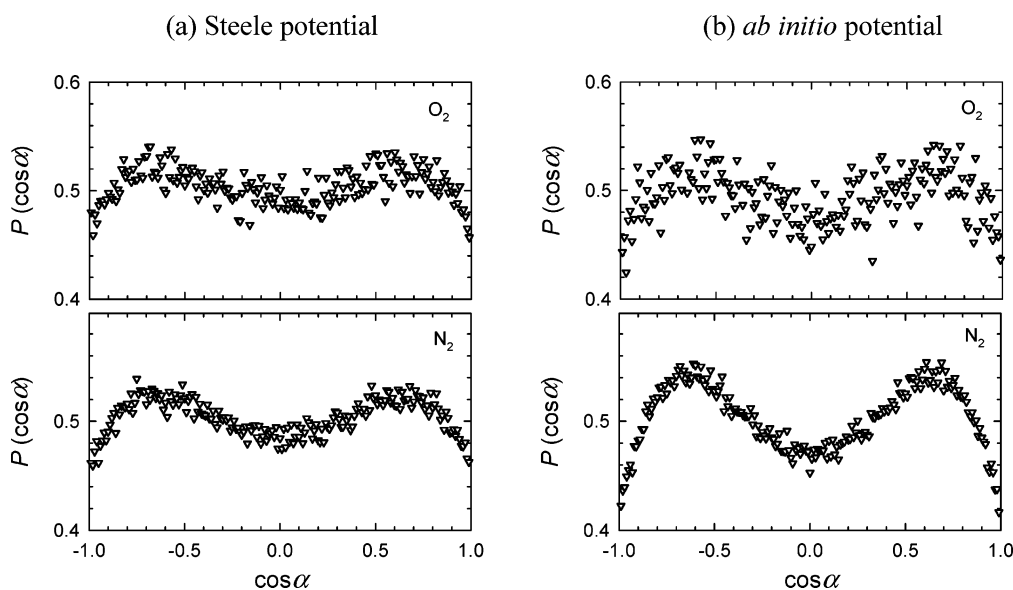 (a) Steele potential
(b) ab initio potential
0.6
O₂
P (cosα)
0.5
0.4
N₂
P (cosα)
0.5
0.4
-1.0 -0.5 0.0 0.5 1.0
cosα
0.6
O₂
P (cosα)
0.5
0.4
N₂
P (cosα)
0.5
0.4
-1.0 -0.5 0.0 0.5 1.0
cosα